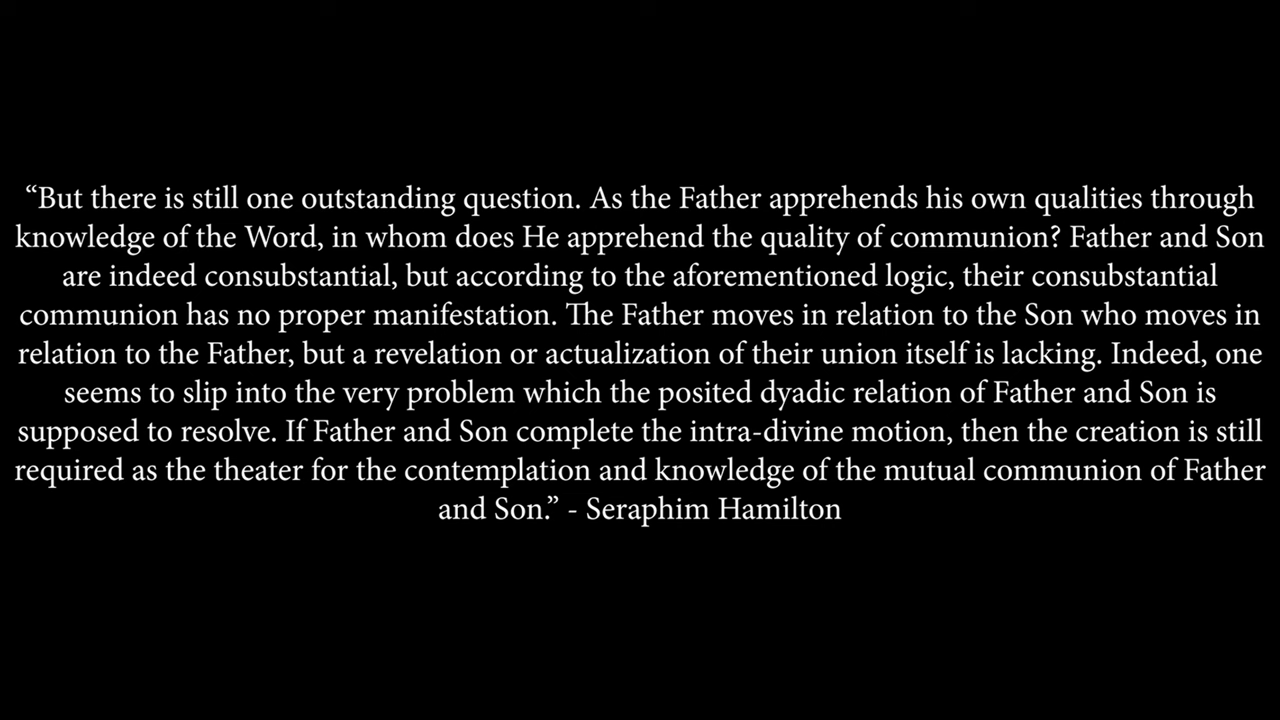 “But there is still one outstanding question. As the Father apprehends his own qualities through
knowledge of the Word, in whom does He apprehend the quality of communion? Father and Son
are indeed consubstantial, but according to the aforementioned logic, their consubstantial
communion has no proper manifestation. The Father moves in relation to the Son who moves in
relation to the Father, but a revelation or actualization of their union itself is lacking. Indeed, one
seems to slip into the very problem which the posited dyadic relation of Father and Son is
supposed to resolve. If Father and Son complete the intra-divine motion, then the creation is still
required as the theater for the contemplation and knowledge of the mutual communion of Father
and Son.” - Seraphim Hamilton